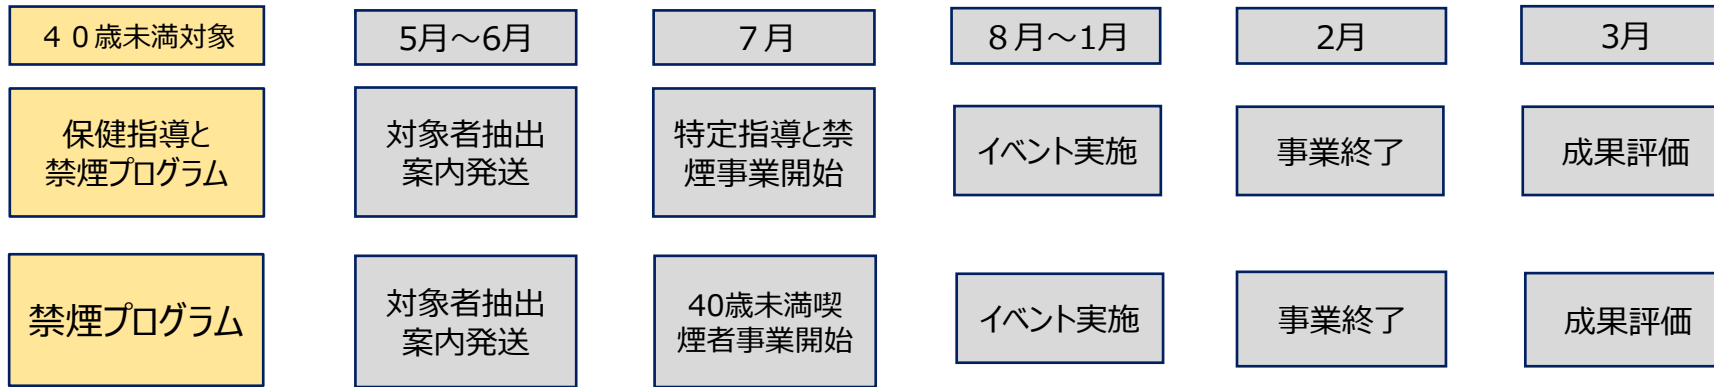 ４０歳未満対象
5月～6月
７月
８月～1月
2月
3月
保健指導と
禁煙プログラム
対象者抽出
案内発送
特定指導と禁
煙事業開始
イベント実施
事業終了
成果評価
禁煙プログラム
対象者抽出
案内発送
40歳未満喫
煙者事業開始
イベント実施
事業終了
成果評価